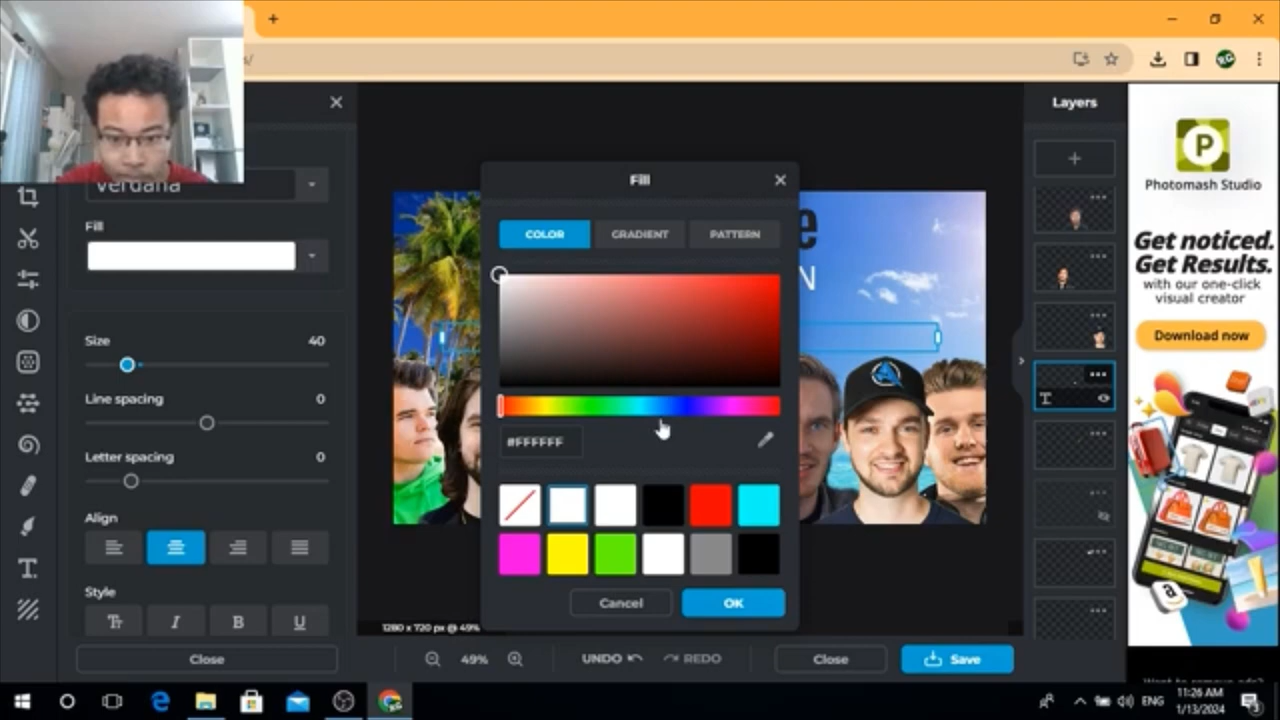 Layers
Verdana
Fill
Fill
COLOR
GRADIENT
PATTERN
e
N
Photomash Studio
Get noticed.
Get Results.
with our one-click
visual creator
Download now
Size
40
Line spacing
0
#FFFFFF
Letter spacing
0
Align
Style
Cancel
OK
1280 x 720 px @ 49%
Close
49%
UNDO
REDO
Close
Save
ENG
11:26 AM
1/13/2024